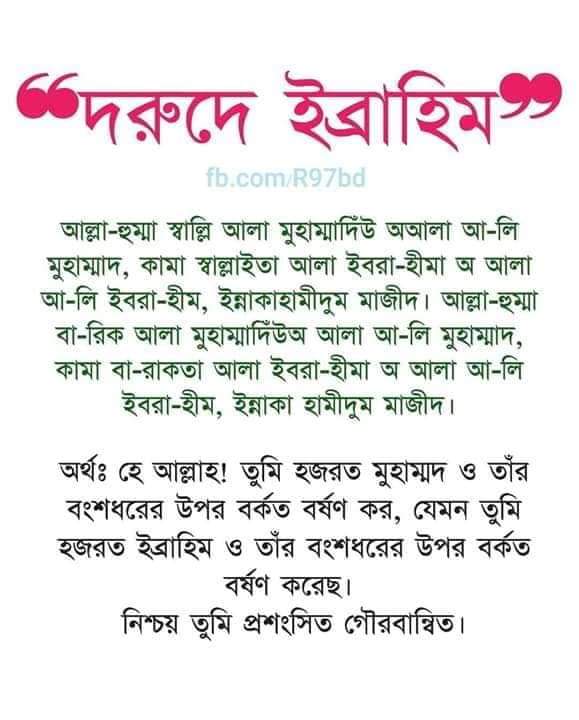 “দরুদে ইব্রাহিম”
fb.com/R97bd
আল্লা-হুম্মা স্বাল্লি আলা মুহাম্মাদিঁউ অআলা আ-লি
মুহাম্মাদ, কামা স্বাল্লাইতা আলা ইবরা-হীমা অ আলা
আ-লি ইবরা-হীম, ইন্নাকাহামীদুম মাজীদ। আল্লা-হুম্মা
বা-রিক আলা মুহাম্মাদিঁউঅ আলা আ-লি মুহাম্মাদ,
কামা বা-রাকতা আলা ইবরা-হীমা অ আলা আ-লি
ইবরা-হীম, ইন্নাকা হামীদুম মাজীদ।
অর্থঃ হে আল্লাহ! তুমি হজরত মুহাম্মদ ও তাঁর
বংশধরের উপর বর্কত বর্ষণ কর, যেমন তুমি
হজরত ইব্রাহিম ও তাঁর বংশধরের উপর বর্কত
বর্ষণ করেছ।
নিশ্চয় তুমি প্রশংসিত গৌরবান্বিত।